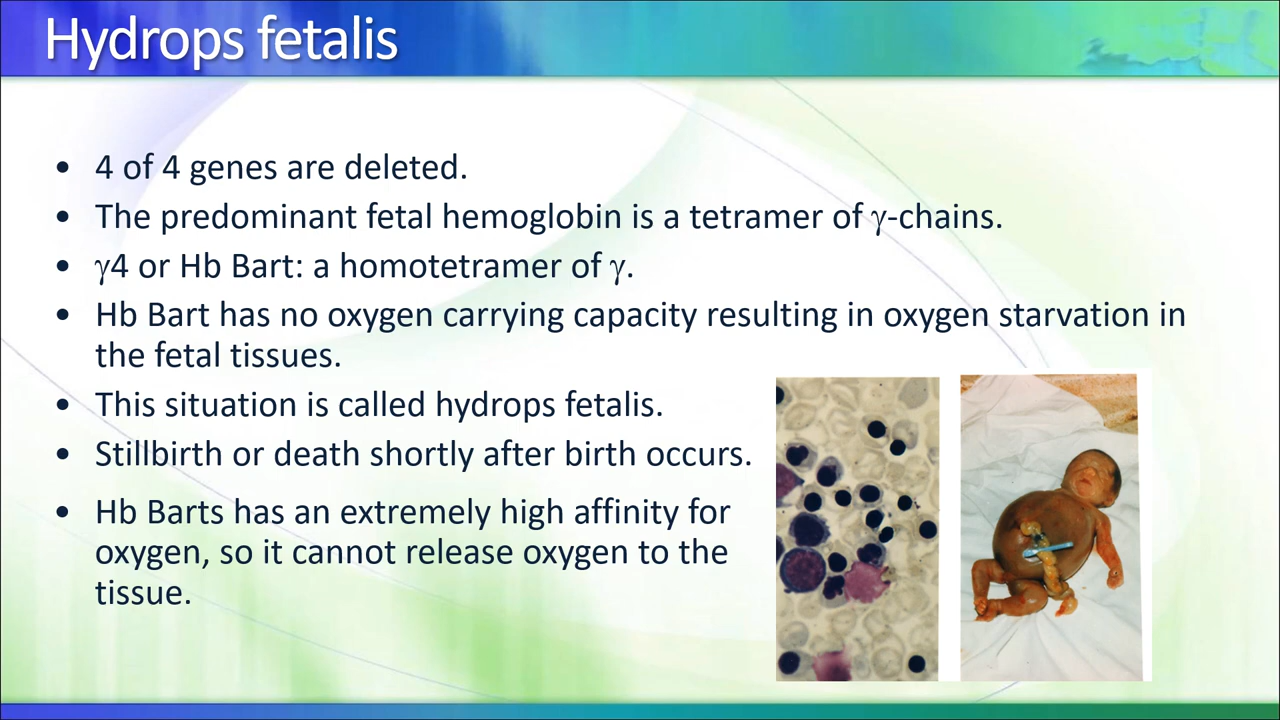 Hydrops fetalis
• 4 of 4 genes are deleted.
• The predominant fetal hemoglobin is a tetramer of γ-chains.
• γ4 or Hb Bart: a homotetramer of γ.
• Hb Bart has no oxygen carrying capacity resulting in oxygen starvation in
the fetal tissues.
• This situation is called hydrops fetalis.
• Stillbirth or death shortly after birth occurs.
• Hb Barts has an extremely high affinity for
oxygen, so it cannot release oxygen to the
tissue.